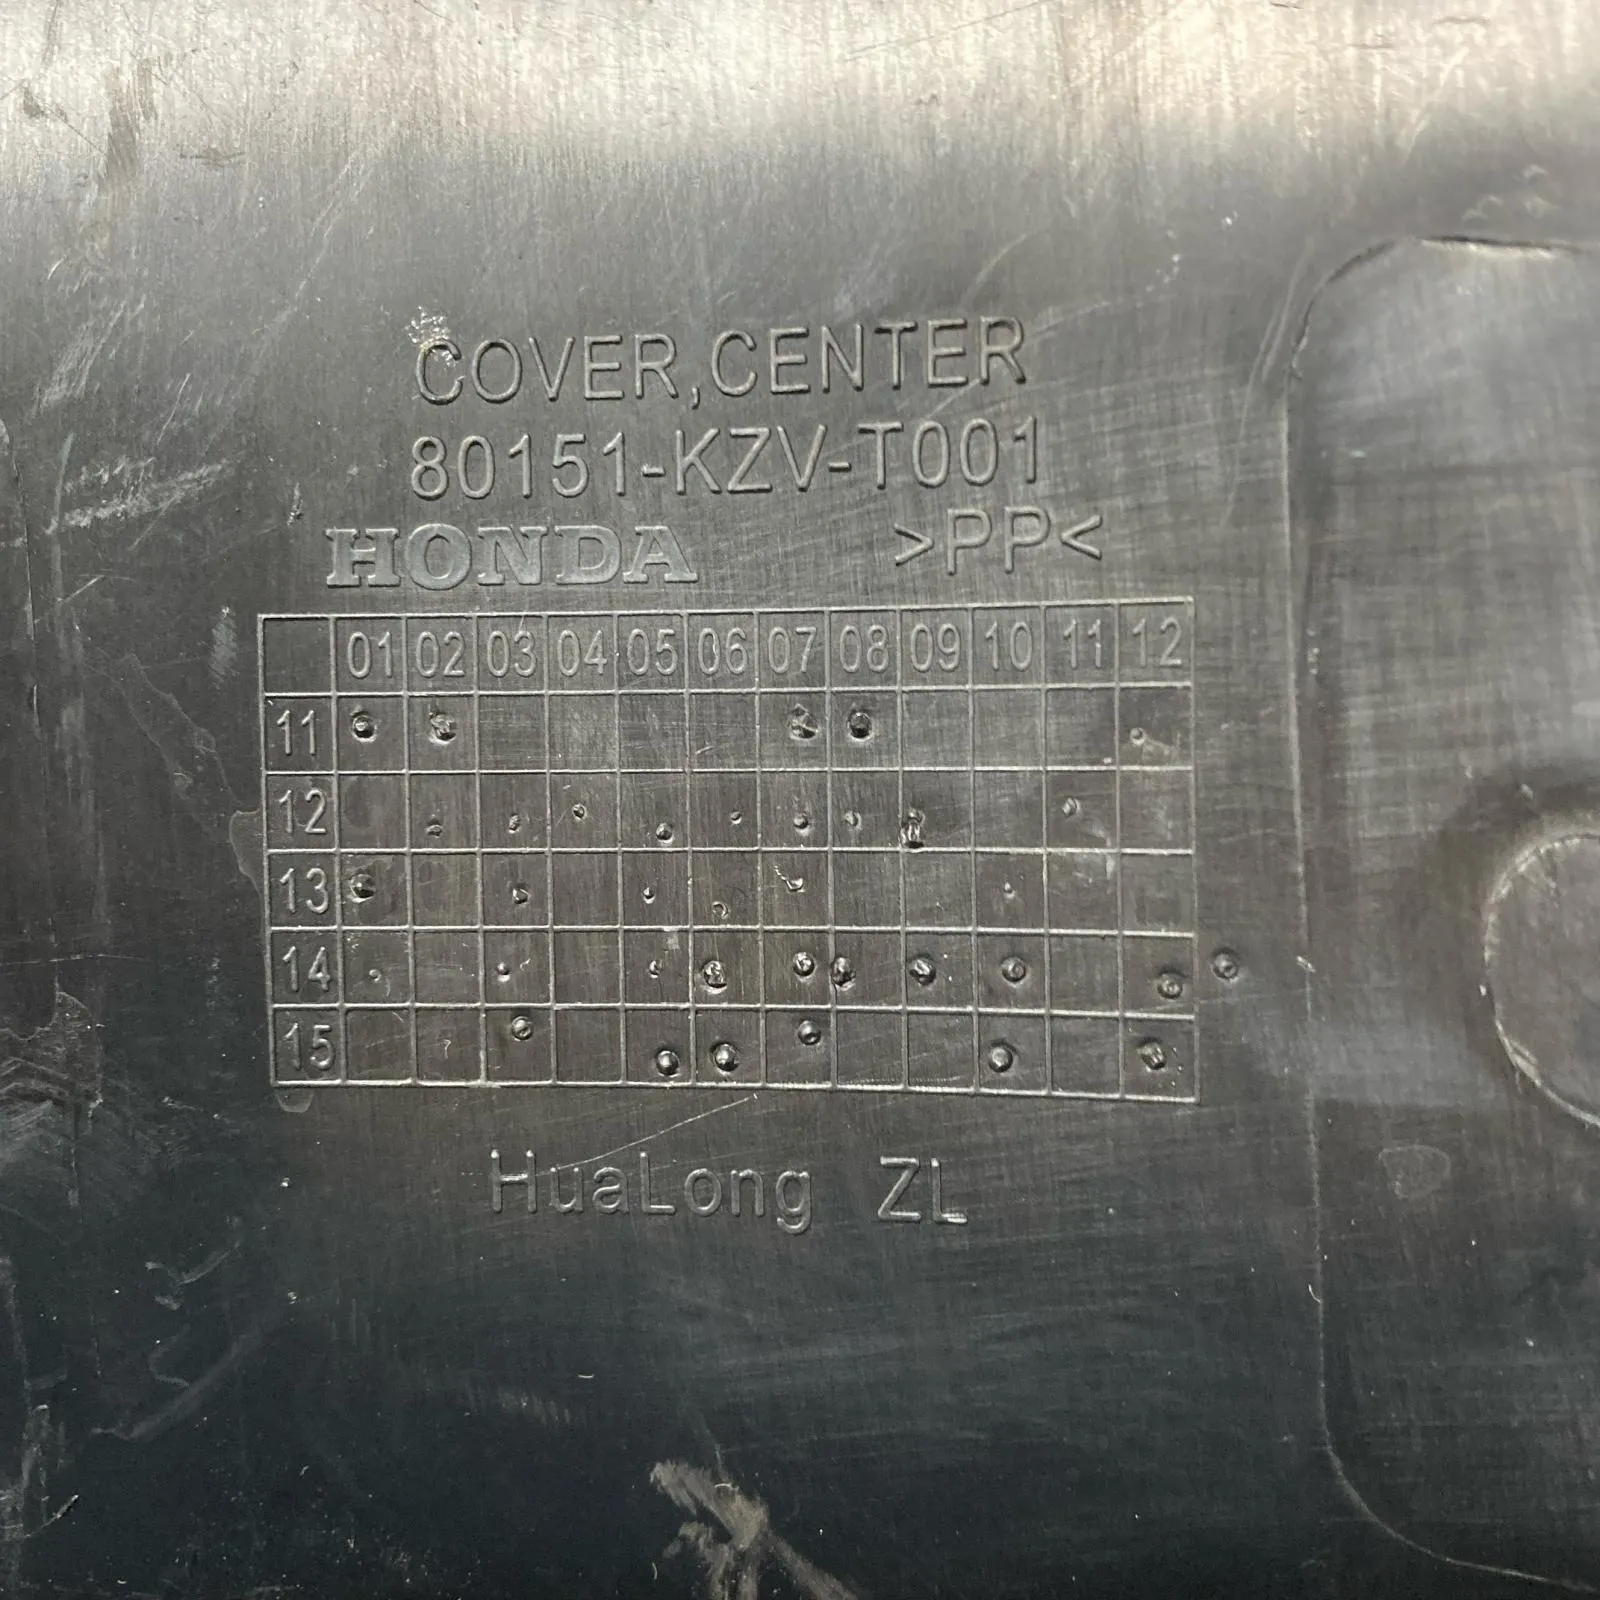 COVER,CENTER
80151-KZV-T001
HONDA >PP<
01 02 03 04 05 06 07 08 09 10 11 12
11
12
13
14
15
HuaLong ZL